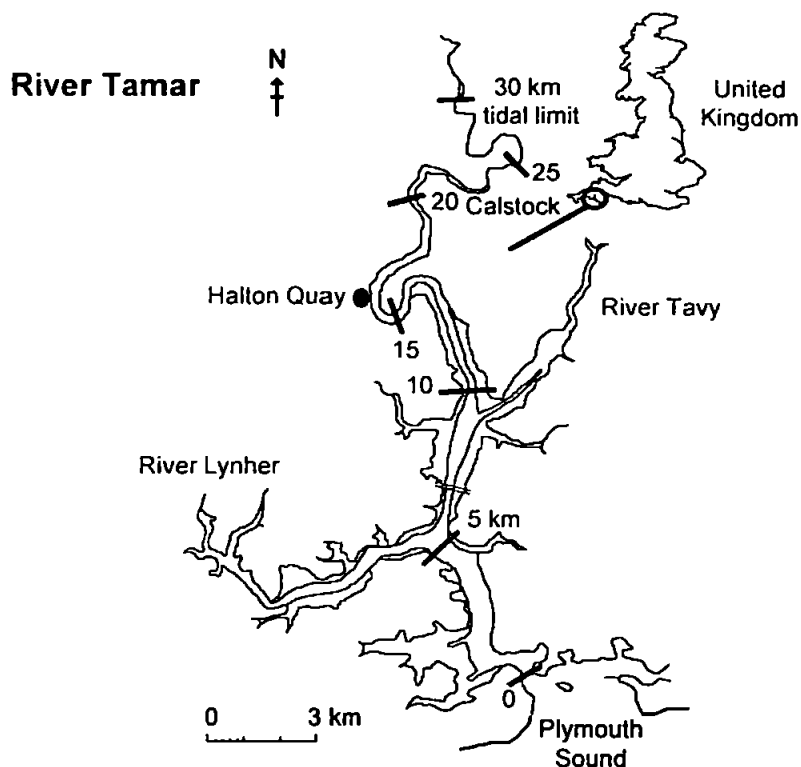 River Tamar
N
30 km
tidal limit
United
Kingdom
25
20
Calstock
Halton Quay
River Tavy
15
10
River Lynher
5 km
0
0 3 km
Plymouth
Sound